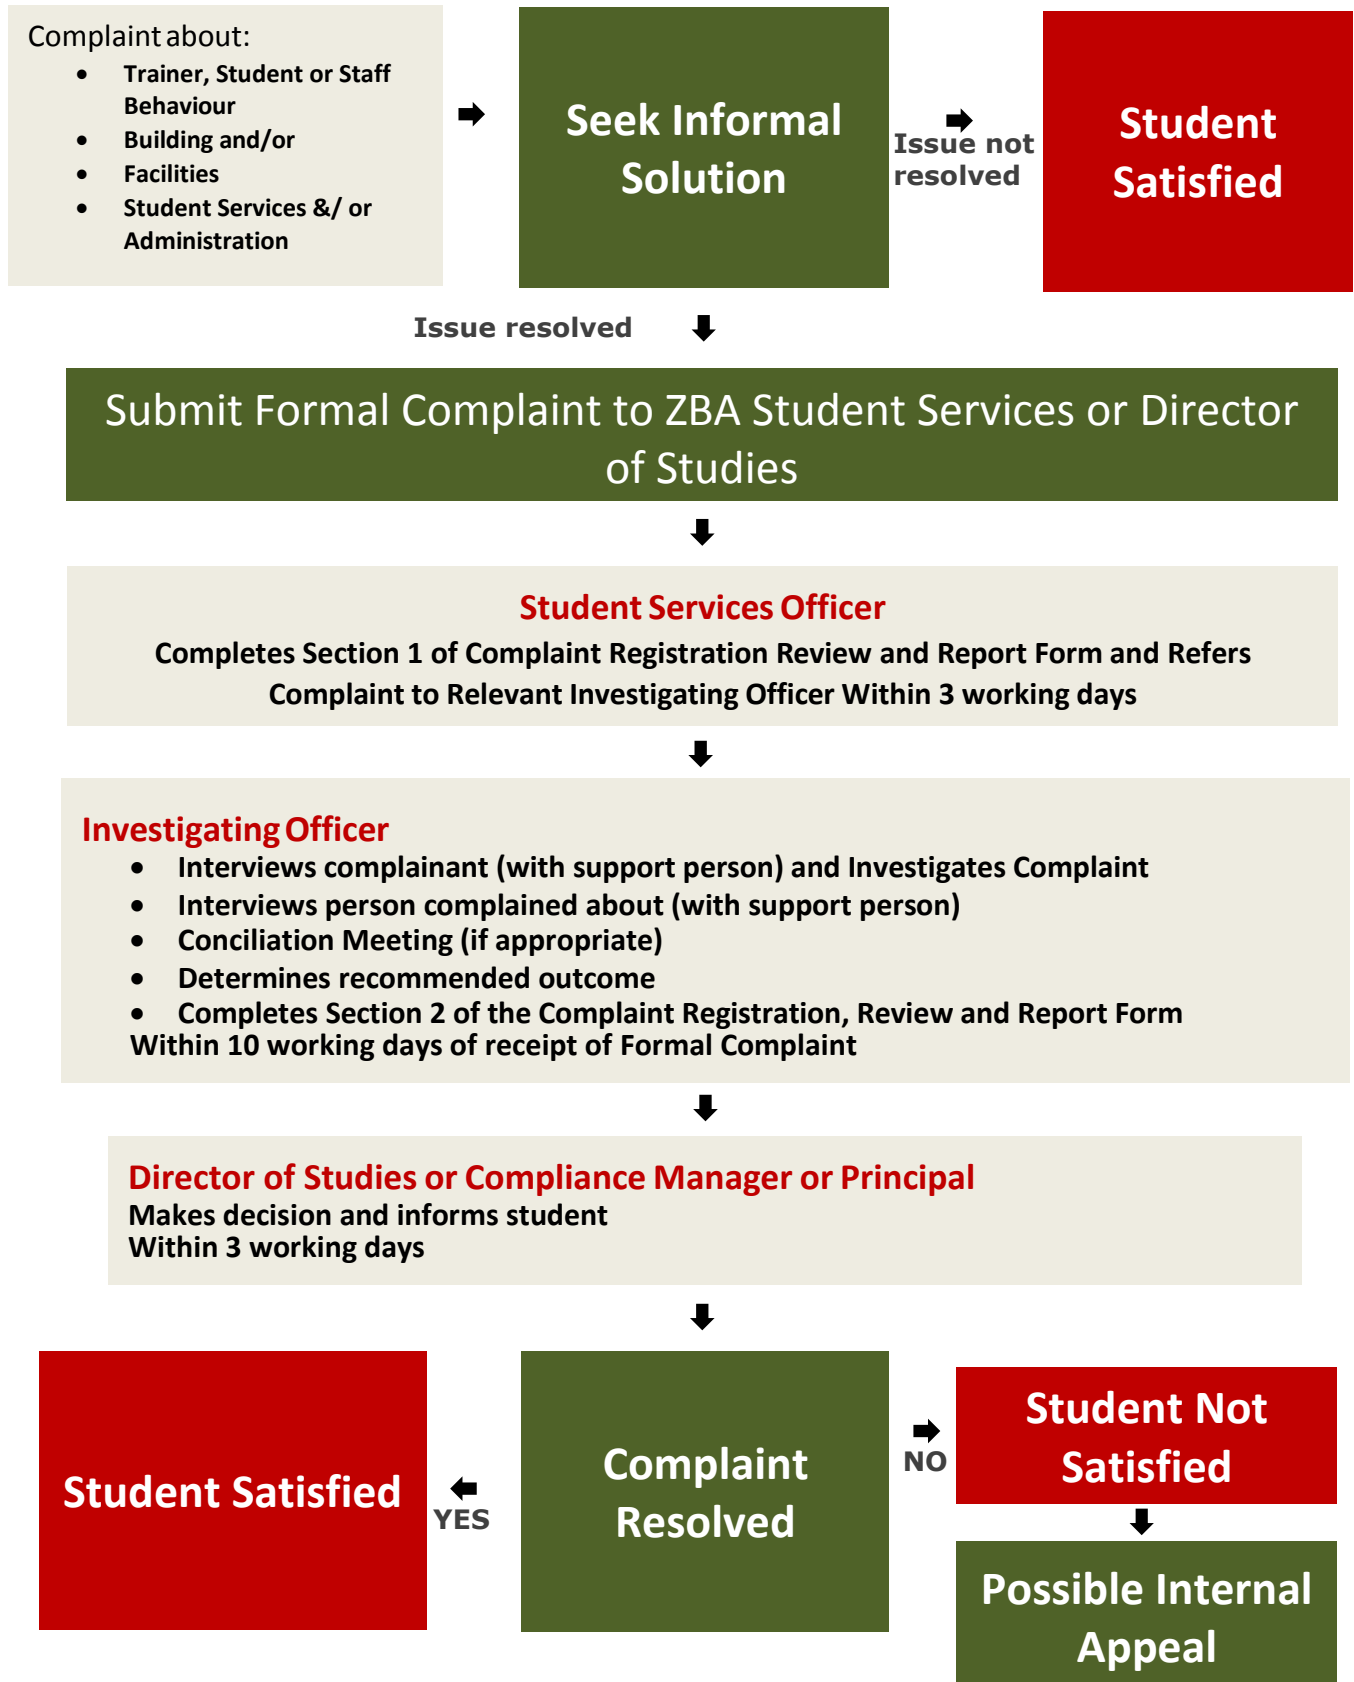 Complaint about:
• Trainer, Student or Staff
Behaviour
• Building and/or
• Facilities
• Student Services &/ or
Administration
Seek Informal
Solution
Issue not
resolved
Student
Satisfied
Issue resolved
Submit Formal Complaint to ZBA Student Services or Director
of Studies
Student Services Officer
Completes Section 1 of Complaint Registration Review and Report Form and Refers
Complaint to Relevant Investigating Officer Within 3 working days
Investigating Officer
• Interviews complainant (with support person) and Investigates Complaint
• Interviews person complained about (with support person)
• Conciliation Meeting (if appropriate)
• Determines recommended outcome
• Completes Section 2 of the Complaint Registration, Review and Report Form
Within 10 working days of receipt of Formal Complaint
Director of Studies or Compliance Manager or Principal
Makes decision and informs student
Within 3 working days
Student Satisfied
YES
Complaint
Resolved
NO
Student Not
Satisfied
Possible Internal
Appeal